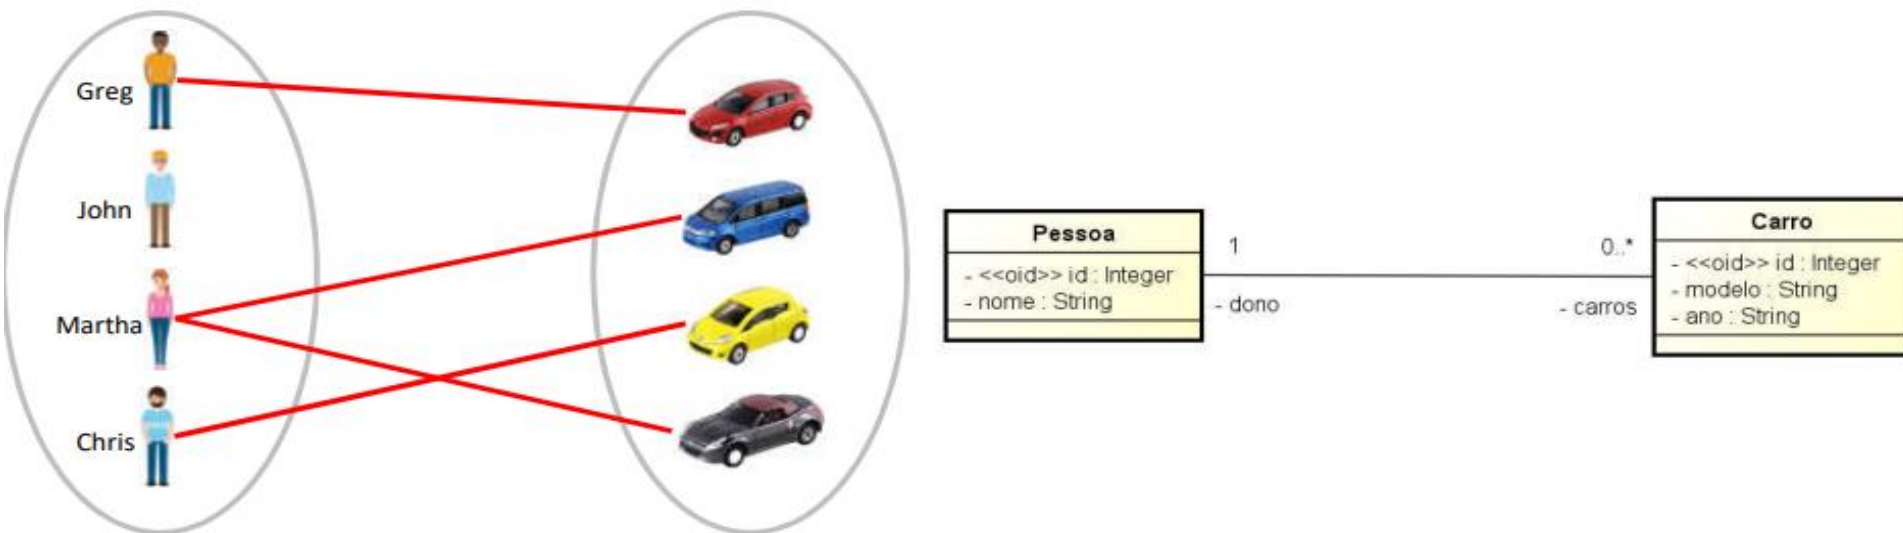 Greg
John
Martha
Chris
Pessoa
- <<oid>> id : Integer
- nome : String
1
- dono
0..*
- carros
Carro
- <<oid>> id : Integer
- modelo : String
- ano : String